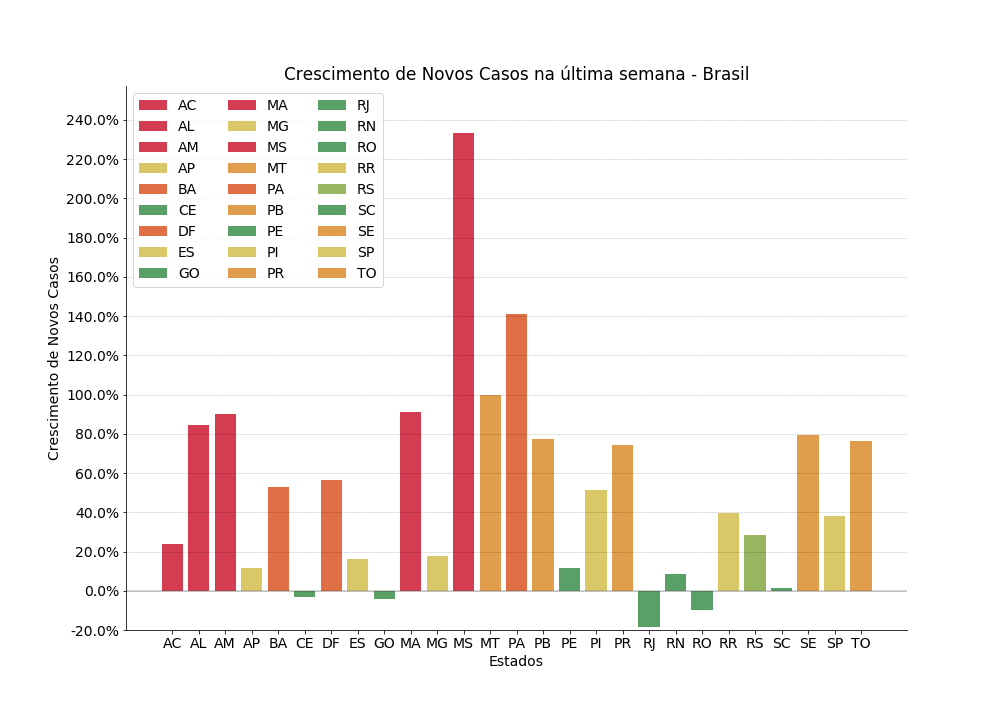 Crescimento de Novos Casos na última semana - Brasil
AC MA RJ
AL MG RN
AM MS RO
AP MT RR
BA PA RS
CE PB SC
DF PE SE
ES PI SP
GO PR TO
240.0%
220.0%
200.0%
180.0%
160.0%
140.0%
120.0%
100.0%
80.0%
60.0%
40.0%
20.0%
0.0%
-20.0%
Crescimento de Novos Casos
AC AL AM AP BA CE DF ES GO MA MG MS MT PA PB PE PI PR RJ RN RO RR RS SC SE SP TO
Estados